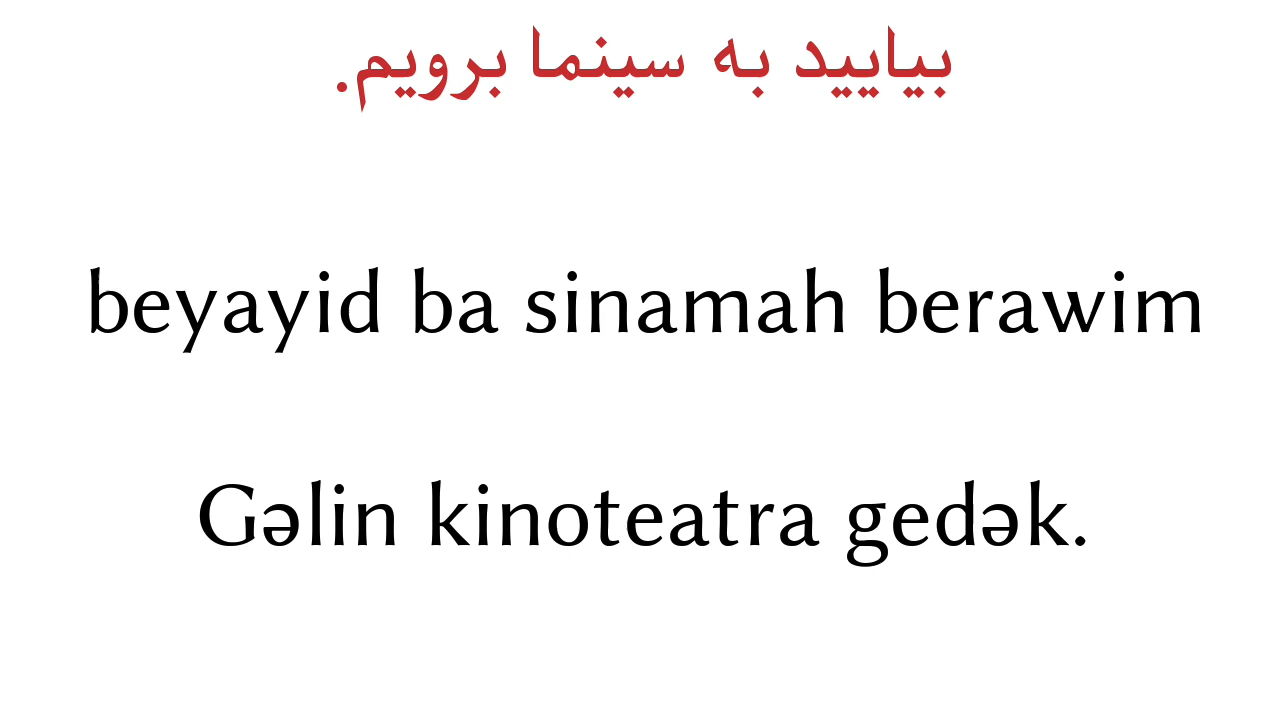 بیایید به سینما برویم.
beyayid ba sinamah berawim
Gəlin kinoteatra gedək.